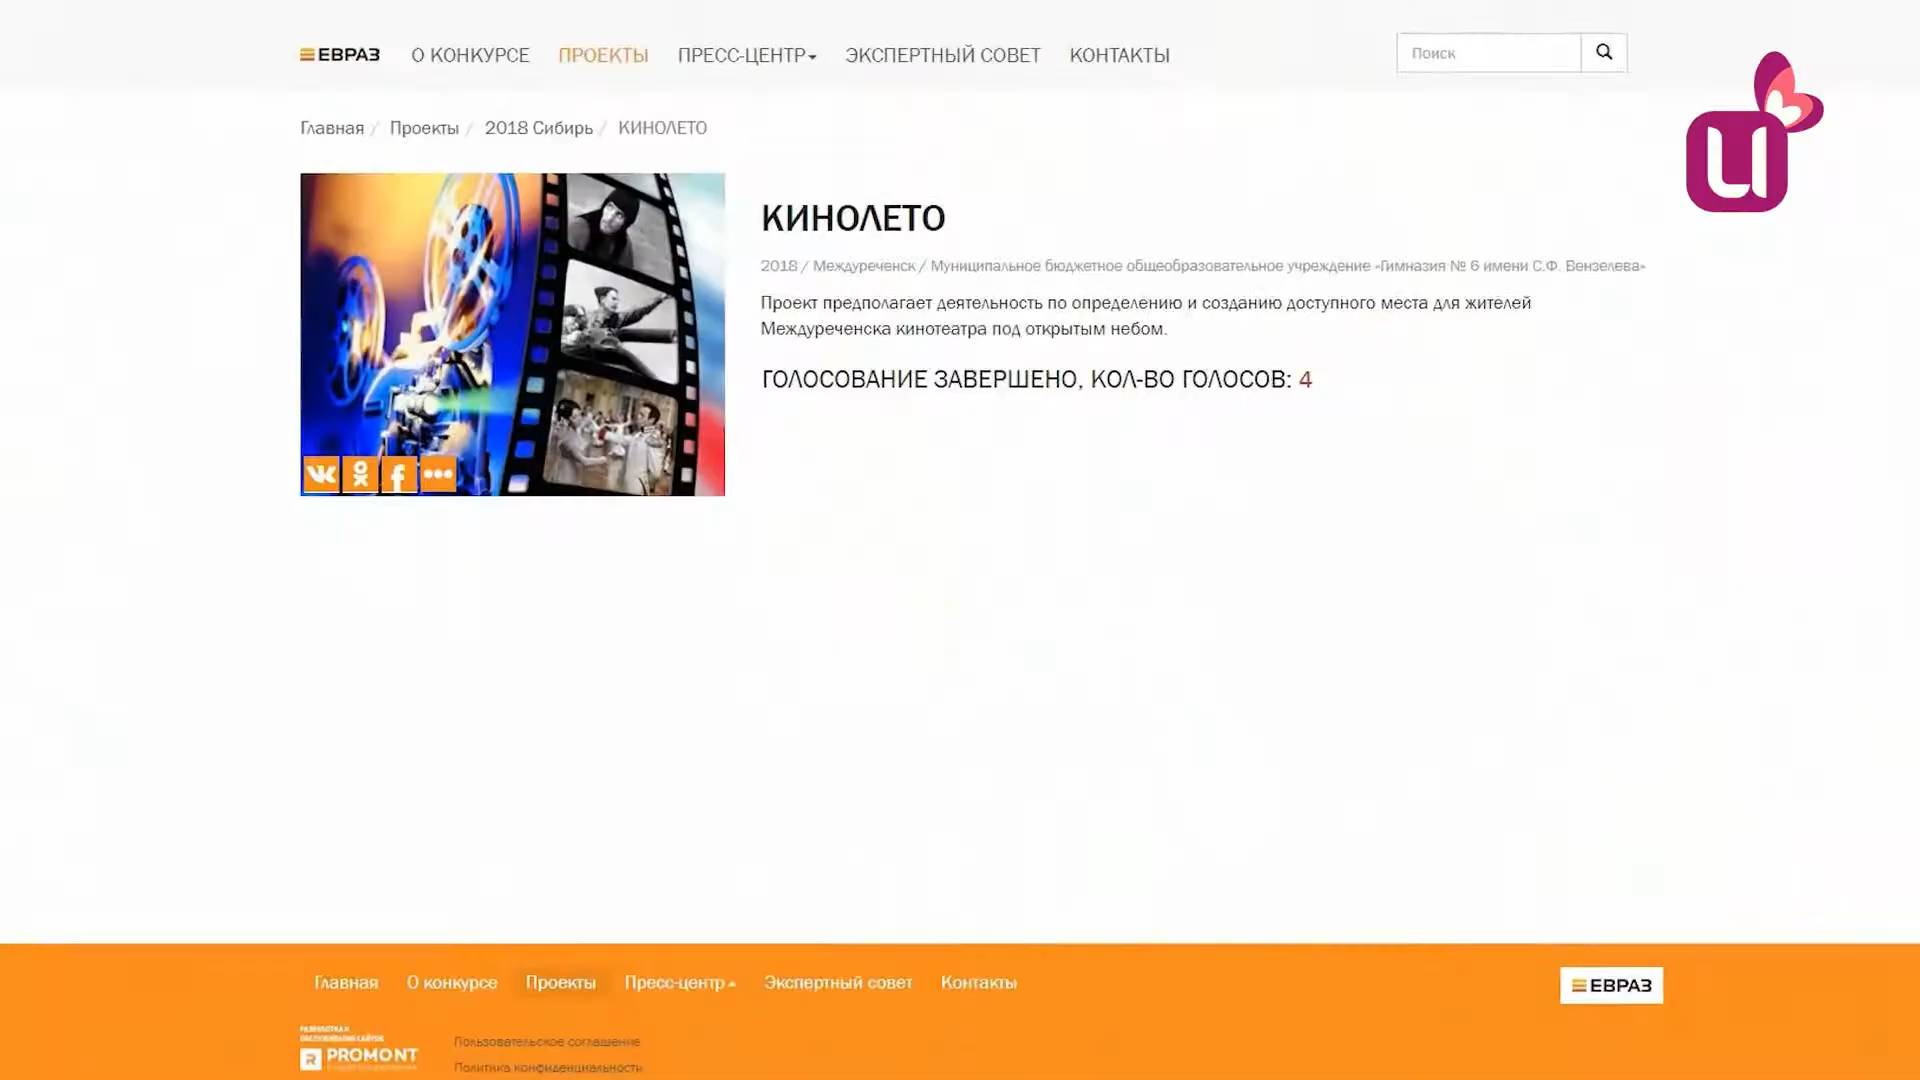 ЕВРАЗ О КОНКУРСЕ ПРОЕКТЫ ПРЕСС-ЦЕНТР ЭКСПЕРТНЫЙ СОВЕТ КОНТАКТЫ Поиск
Главная / Проекты / 2018 Сибирь / КИНОЛЕТО
КИНОЛЕТО
2018 / Междуреченск / Муниципальное бюджетное общеобразовательное учреждение «Гимназия № 6 имени С.Ф. Вензелева»
Проект предполагает деятельность по определению и созданию доступного места для жителей
Междуреченска кинотеатра под открытым небом.
ГОЛОСОВАНИЕ ЗАВЕРШЕНО, КОЛ-ВО ГОЛОСОВ: 4
Главная О конкурсе Проекты Пресс-центр Экспертный совет Контакты ЕВРАЗ
РАЗРАБОТКА И
ОБСЛУЖИВАНИЕ САЙТОВ
PROMONT
Пользовательское соглашение
Политика конфиденциальности